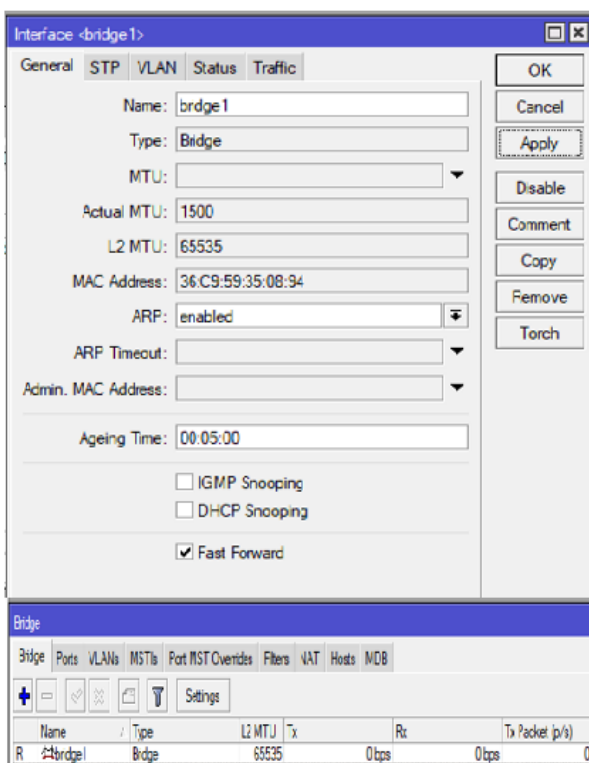 Interface <bridge1>
General STP VLAN Status Traffic
Name: brdge1
Type: Bridge
MTU:
Actual MTU: 1500
L2 MTU: 65535
MAC Address: 36:C9:59:35:08:94
ARP: enabled
ARP Timeout:
Admin. MAC Address:
Ageing Time: 00:05:00
IGMP Snooping
DHCP Snooping
Fast Forward
OK
Cancel
Apply
Disable
Comment
Copy
Remove
Torch
Bridge
Bridge Ports VLANs MSTIs Port MST Overrides Filters NAT Hosts MDB
Settings
Name / Type L2 MTU Tx Rx Tx Packet (p/s)
R bridge1 Bridge 65535 0 bps 0 bps 0